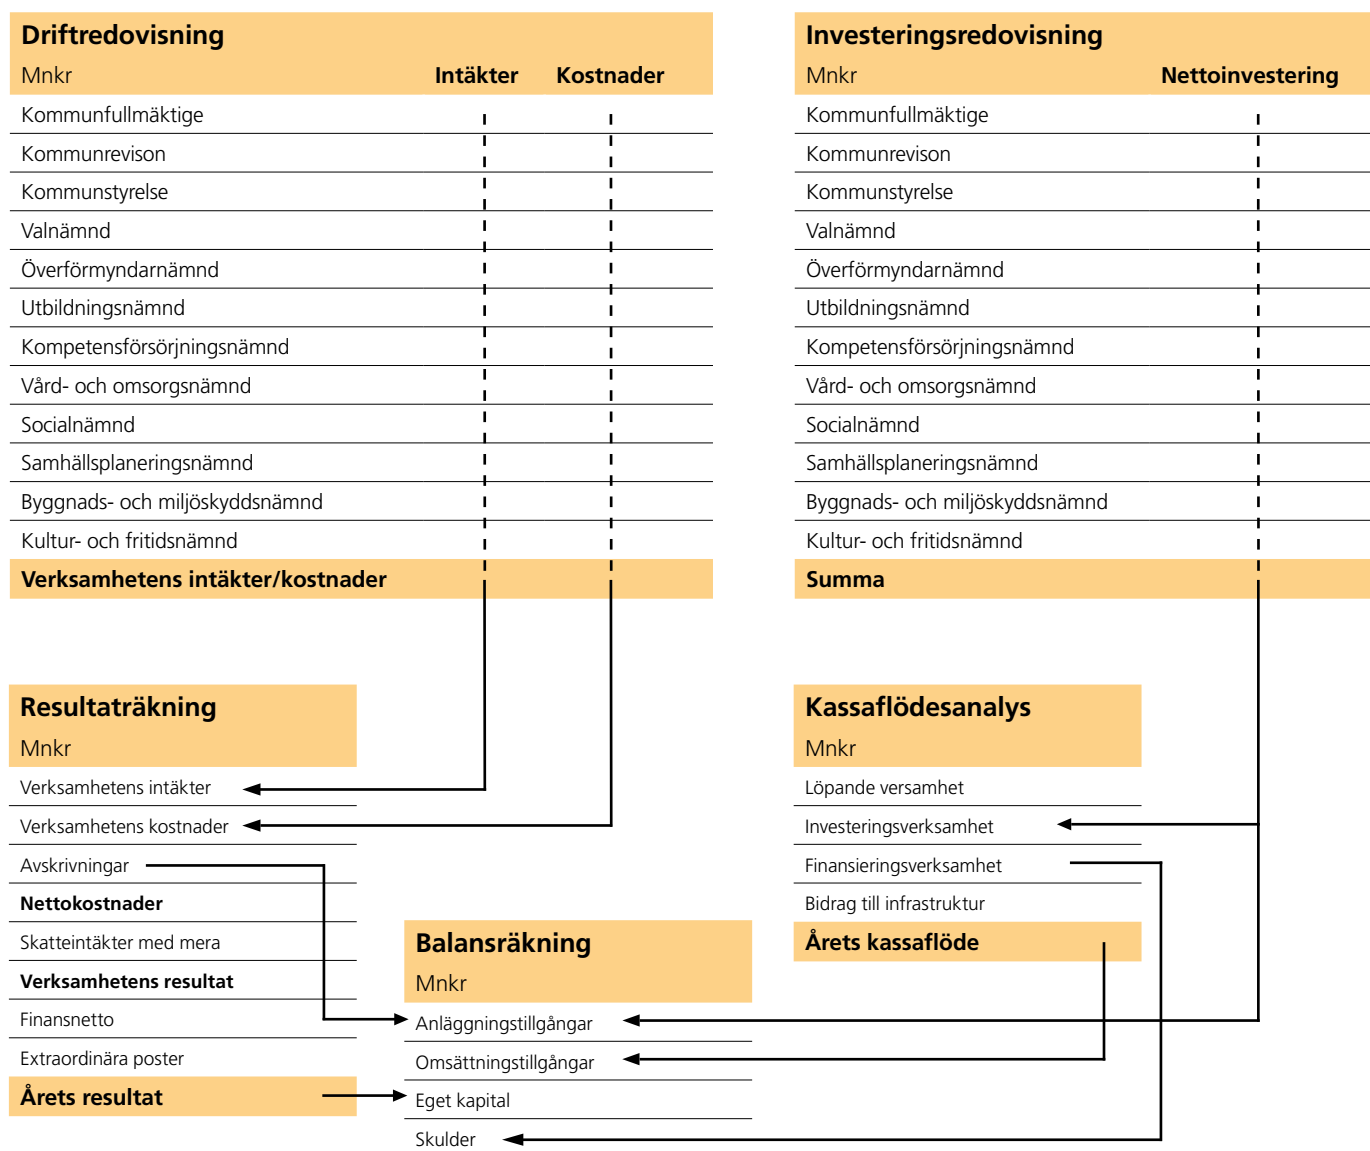 Driftredovisning
Mnkr Intäkter Kostnader
Kommunfullmäktige
Kommunrevison
Kommunstyrelse
Valnämnd
Överförmyndarnämnd
Utbildningsnämnd
Kompetensförsörjningsnämnd
Vård- och omsorgsnämnd
Socialnämnd
Samhällsplaneringsnämnd
Byggnads- och miljöskyddsnämnd
Kultur- och fritidsnämnd
Verksamhetens intäkter/kostnader
Investeringsredovisning
Mnkr Nettoinvestering
Kommunfullmäktige
Kommunrevison
Kommunstyrelse
Valnämnd
Överförmyndarnämnd
Utbildningsnämnd
Kompetensförsörjningsnämnd
Vård- och omsorgsnämnd
Socialnämnd
Samhällsplaneringsnämnd
Byggnads- och miljöskyddsnämnd
Kultur- och fritidsnämnd
Summa
Resultaträkning
Mnkr
Verksamhetens intäkter
Verksamhetens kostnader
Avskrivningar
Nettokostnader
Skatteintäkter med mera
Verksamhetens resultat
Finansnetto
Extraordinära poster
Årets resultat
Balansräkning
Mnkr
Anläggningstillgångar
Omsättningstillgångar
Eget kapital
Skulder
Kassaflödesanalys
Mnkr
Löpande versamhet
Investeringsverksamhet
Finansieringsverksamhet
Bidrag till infrastruktur
Årets kassaflöde